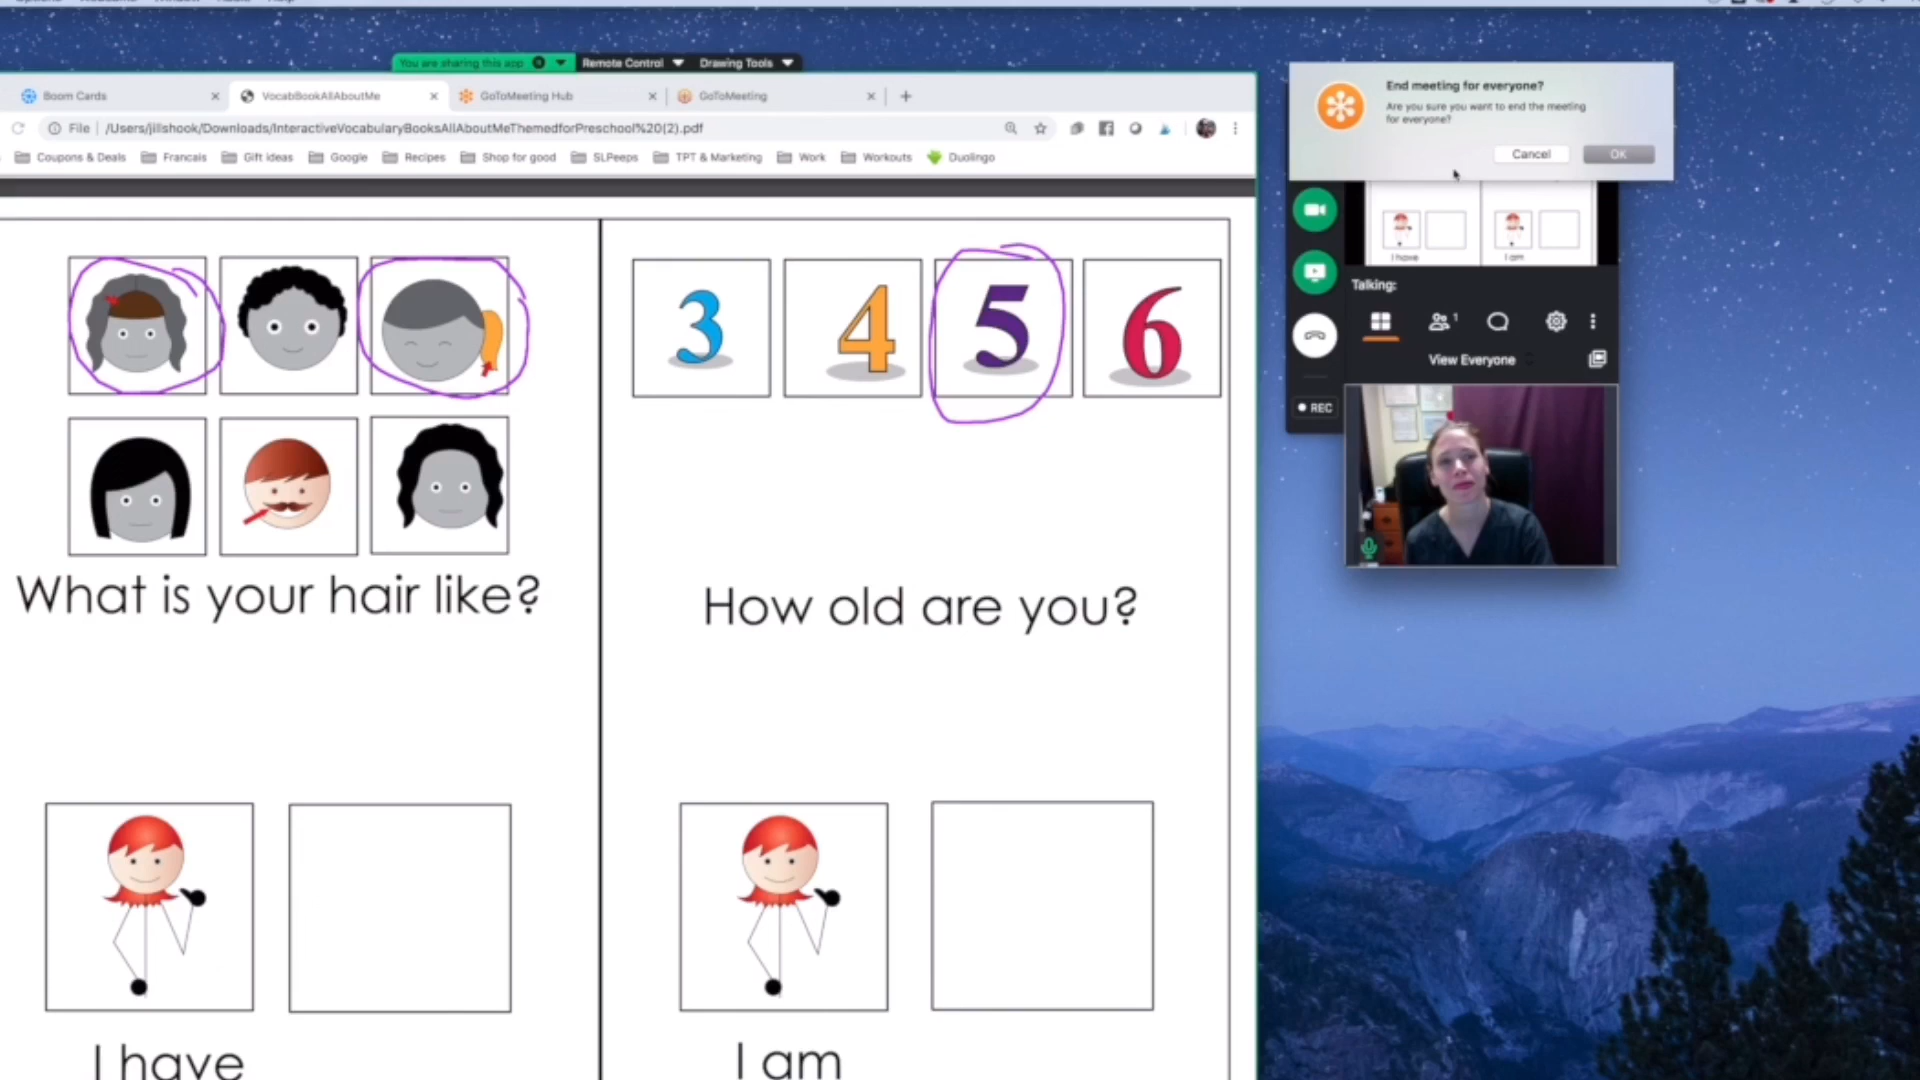 You are sharing this app
Remote Control
Drawing Tools
Boom Cards
VocabBookAllAboutMe
GoToMeeting Hub
GoToMeeting
File
/Users/jillshook/Downloads/InteractiveVocabularyBooksAllAboutMeThemedforPreschool%20(2).pdf
Coupons & Deals
Francais
Gift Ideas
Google
Recipes
Shop for good
SLPeeps
TPT & Marketing
Work
Workouts
Duolingo
End meeting for everyone?
Are you sure you want to end the meeting
for everyone?
Cancel
OK
I have
I am
Talking:
1
View Everyone
REC
3 4 5 6
What is your hair like?
How old are you?
I have
I am